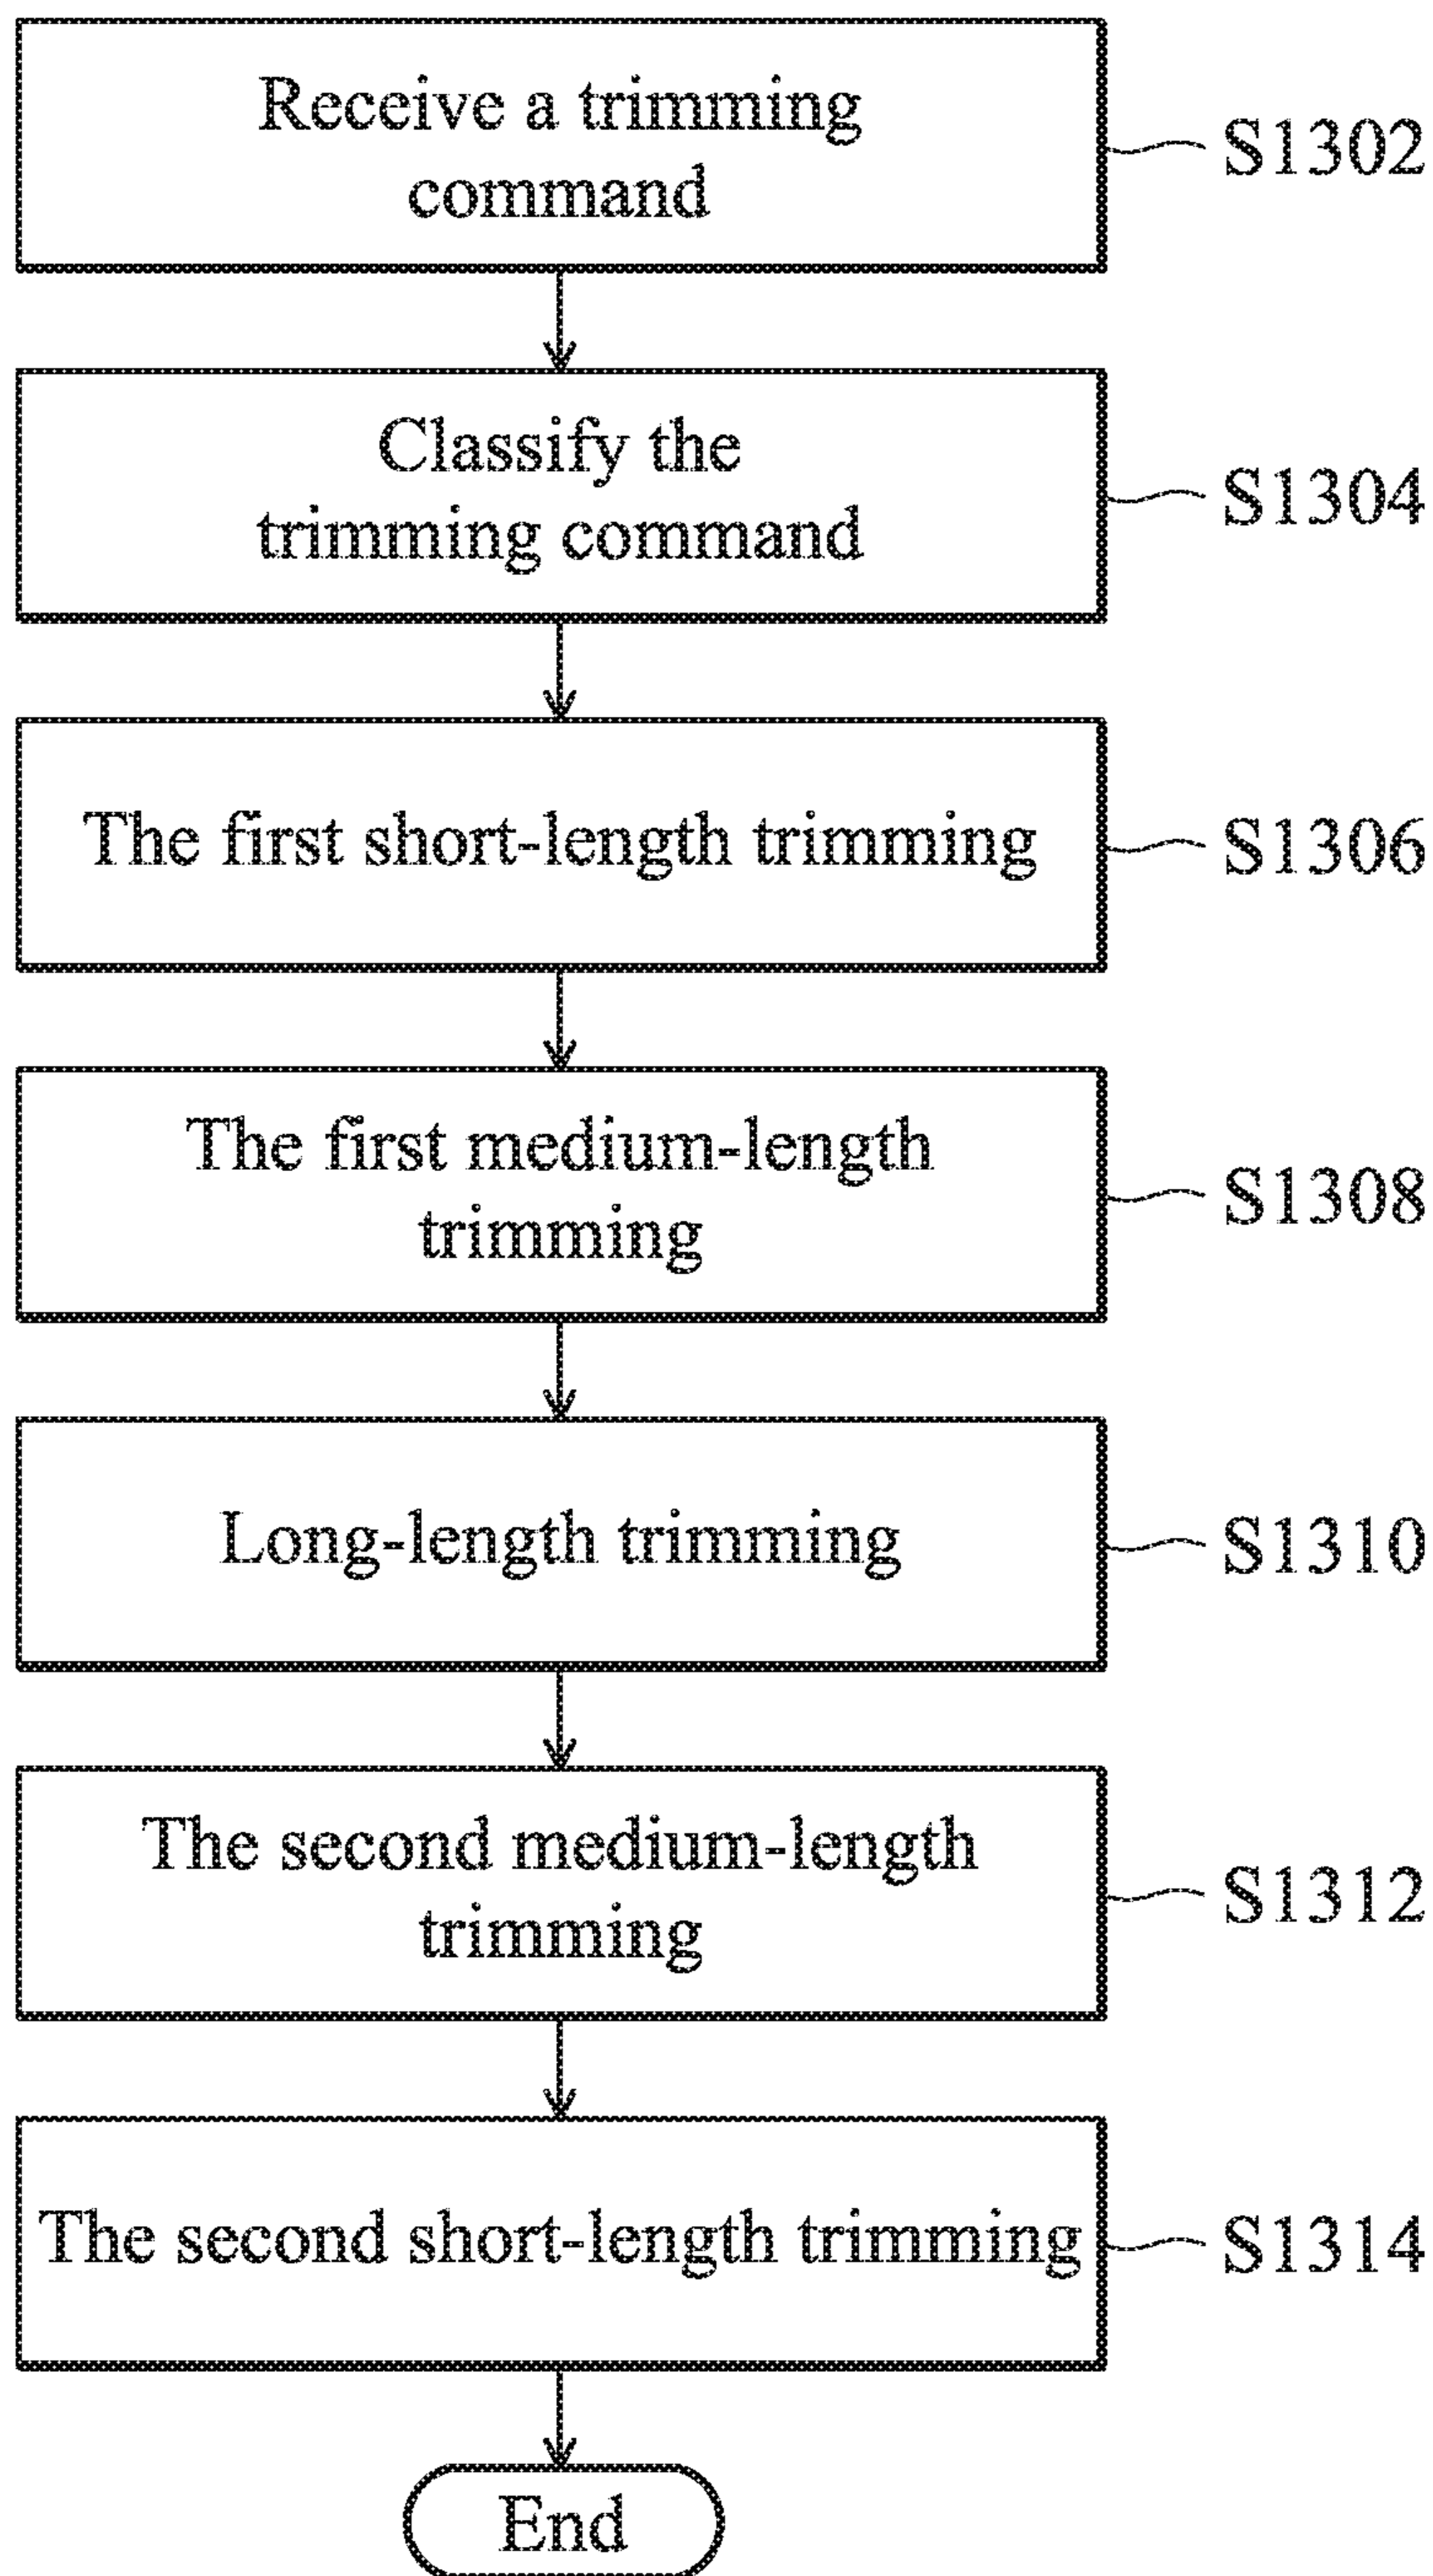 Receive a trimming
command
S1302
Classify the
trimming command
S1304
The first short-length trimming
S1306
The first medium-length
trimming
S1308
Long-length trimming
S1310
The second medium-length
trimming
S1312
The second short-length trimming
S1314
End